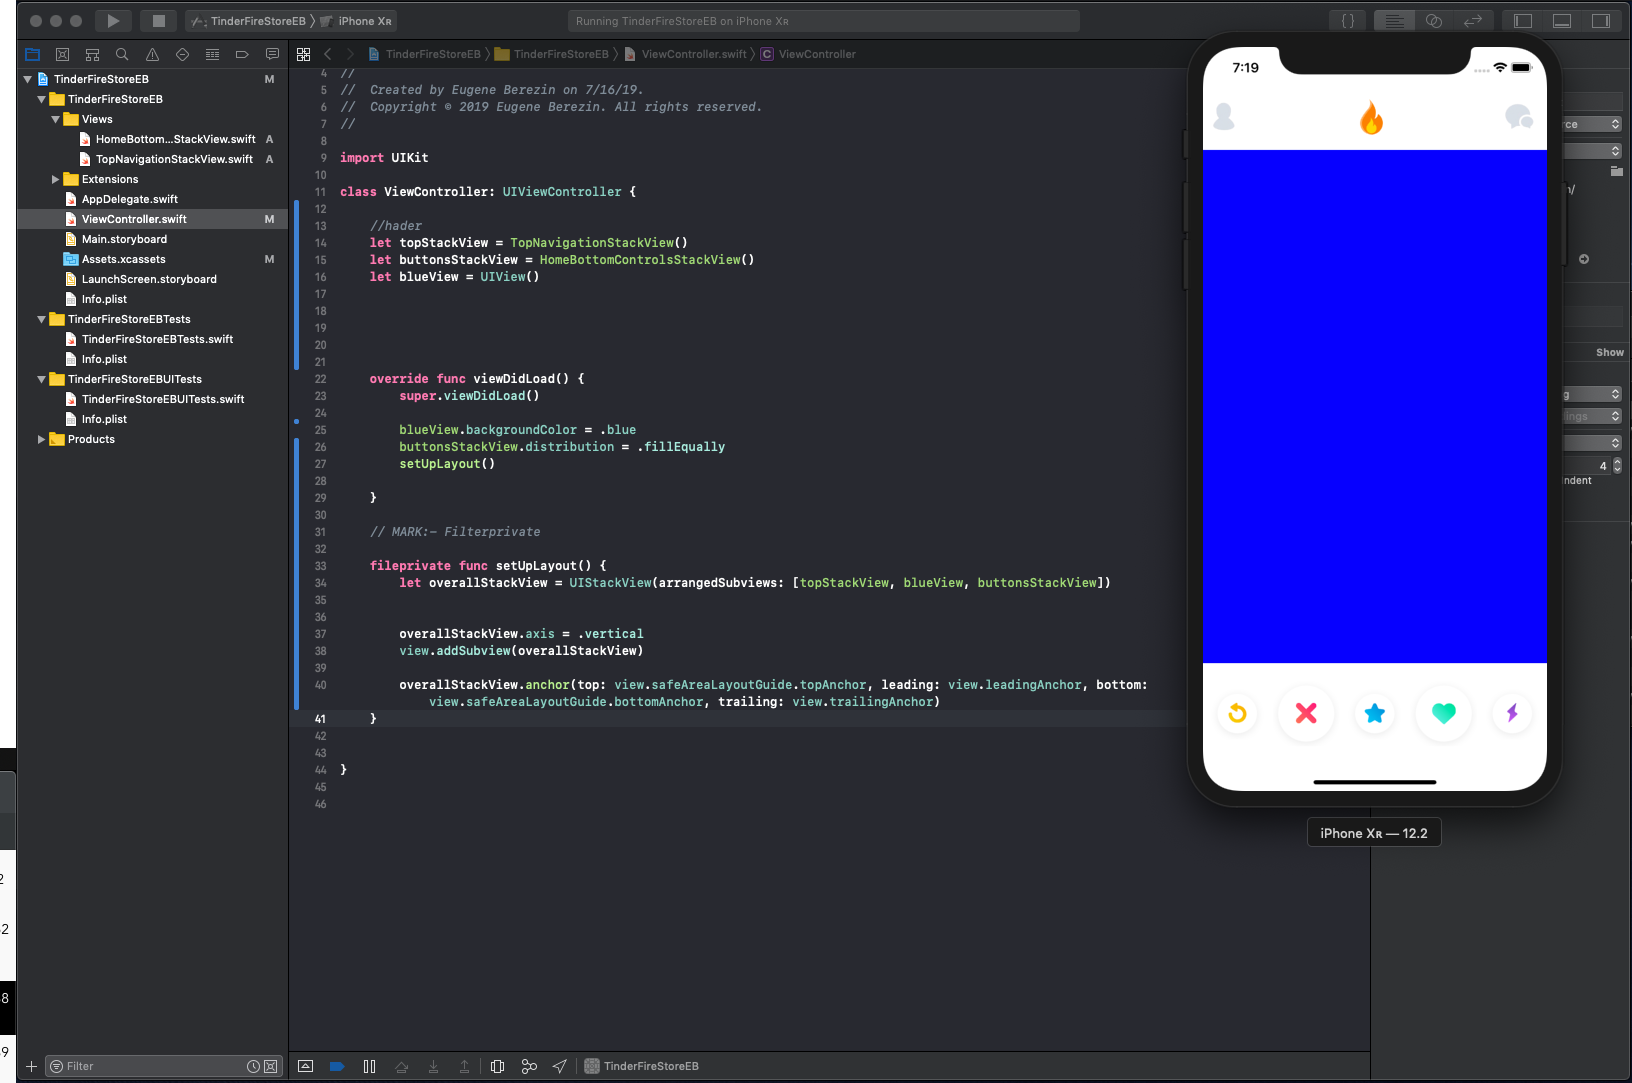 TinderFireStoreEB iPhone XR
Running TinderFireStoreEB on iPhone XR
{ }
TinderFireStoreEB TinderFireStoreEB ViewController.swift C ViewController
TinderFireStoreEB M
TinderFireStoreEB
Views
HomeBottom...StackView.swift A
TopNavigationStackView.swift A
Extensions
AppDelegate.swift
ViewController.swift M
Main.storyboard
Assets.xcassets M
LaunchScreen.storyboard
Info.plist
TinderFireStoreEBTests
TinderFireStoreEBTests.swift
Info.plist
TinderFireStoreEBUITests
TinderFireStoreEBUITests.swift
Info.plist
Products
Filter
4 //
5 //  Created by Eugene Berezin on 7/16/19.
6 //  Copyright © 2019 Eugene Berezin. All rights reserved.
7 //
8
9 import UIKit
10
11 class ViewController: UIViewController {
12
13     //hader
14     let topStackView = TopNavigationStackView()
15     let buttonsStackView = HomeBottomControlsStackView()
16     let blueView = UIView()
17
18
19
20
21
22     override func viewDidLoad() {
23         super.viewDidLoad()
24
25         blueView.backgroundColor = .blue
26         buttonsStackView.distribution = .fillEqually
27         setUpLayout()
28
29     }
30
31     // MARK:- Filterprivate
32
33     fileprivate func setUpLayout() {
34         let overallStackView = UIStackView(arrangedSubviews: [topStackView, blueView, buttonsStackView])
35
36
37         overallStackView.axis = .vertical
38         view.addSubview(overallStackView)
39
40         overallStackView.anchor(top: view.safeAreaLayoutGuide.topAnchor, leading: view.leadingAnchor, bottom:
view.safeAreaLayoutGuide.bottomAnchor, trailing: view.trailingAnchor)
41     }
42
43
44 }
45
46
TinderFireStoreEB
7:19
iPhone XR — 12.2
rce
n/
Show
g
ings
4
ndent
2
52
58
59